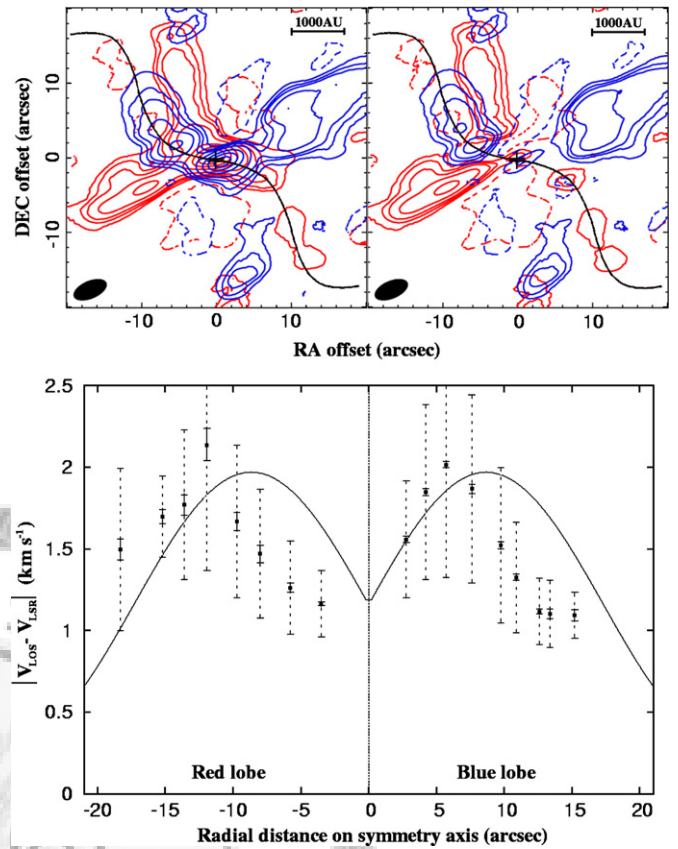 1000AU 1000AU
20
10
0
-10
DEC offset (arcsec)
-10 0 10 -10 0 10
RA offset (arcsec)
2.5
2
1.5
1
0.5
0
|V_LOS - V_LSR| (km s⁻¹)
Red lobe Blue lobe
-20 -15 -10 -5 0 5 10 15 20
Radial distance on symmetry axis (arcsec)